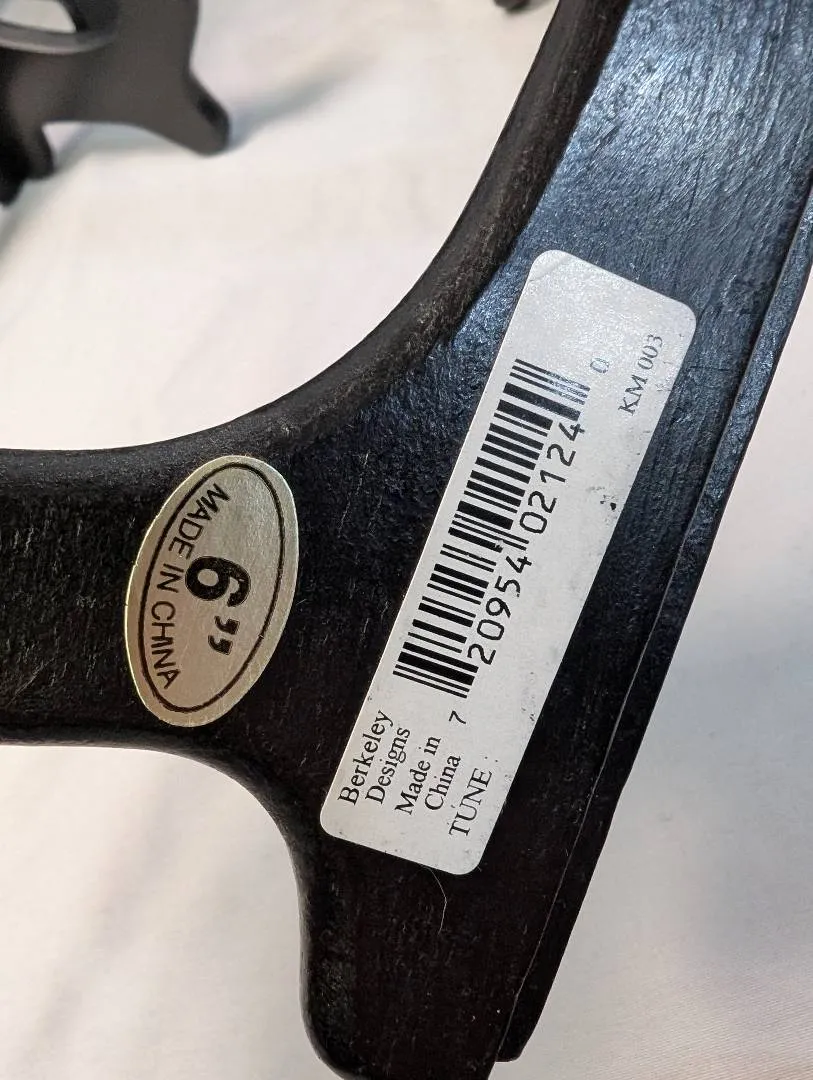 MADE IN CHINA
6”
Berkeley
Designs
Made in
China
TUNE
7 20954 02124 0
KM 003